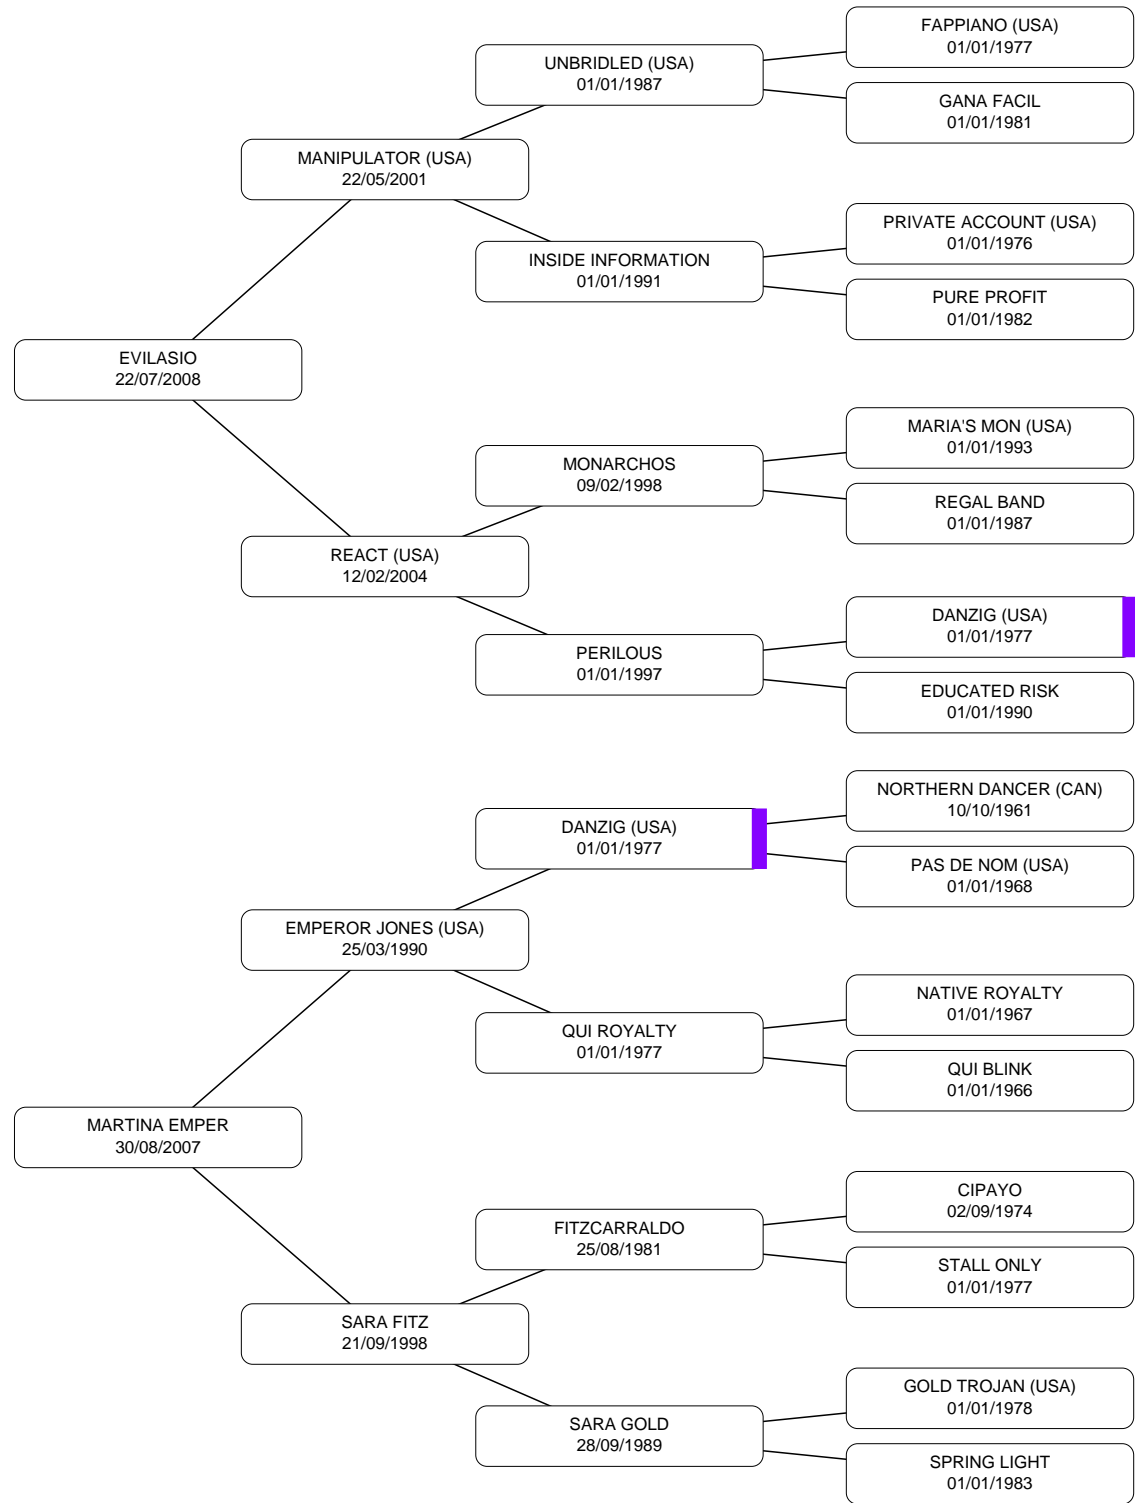 FAPPIANO (USA)
01/01/1977
UNBRIDLED (USA)
01/01/1987
GANA FACIL
01/01/1981
MANIPULATOR (USA)
22/05/2001
PRIVATE ACCOUNT (USA)
01/01/1976
INSIDE INFORMATION
01/01/1991
PURE PROFIT
01/01/1982
EVILASIO
22/07/2008
MARIA'S MON (USA)
01/01/1993
MONARCHOS
09/02/1998
REGAL BAND
01/01/1987
REACT (USA)
12/02/2004
DANZIG (USA)
01/01/1977
PERILOUS
01/01/1997
EDUCATED RISK
01/01/1990
NORTHERN DANCER (CAN)
10/10/1961
DANZIG (USA)
01/01/1977
PAS DE NOM (USA)
01/01/1968
EMPEROR JONES (USA)
25/03/1990
NATIVE ROYALTY
01/01/1967
QUI ROYALTY
01/01/1977
QUI BLINK
01/01/1966
MARTINA EMPER
30/08/2007
CIPAYO
02/09/1974
FITZCARRALDO
25/08/1981
STALL ONLY
01/01/1977
SARA FITZ
21/09/1998
GOLD TROJAN (USA)
01/01/1978
SARA GOLD
28/09/1989
SPRING LIGHT
01/01/1983